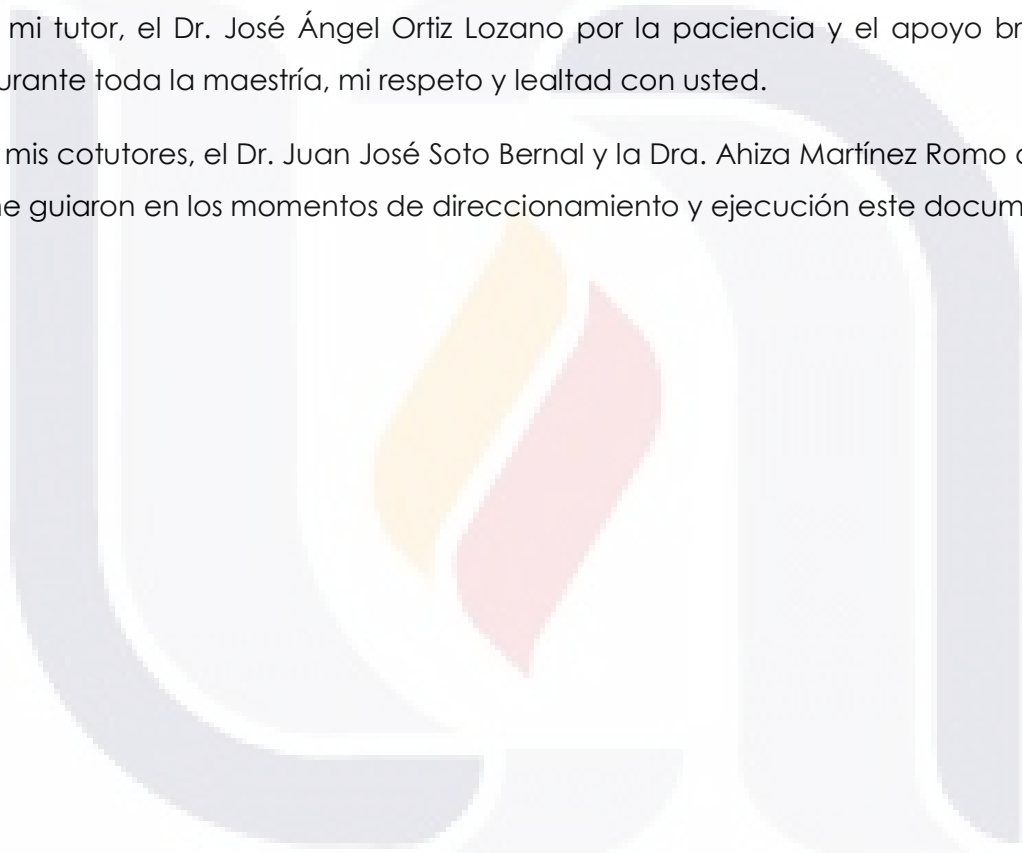 mi tutor, el Dr. José Ángel Ortiz Lozano por la paciencia y el apoyo br
urante toda la maestría, mi respeto y lealtad con usted.
mis cotutores, el Dr. Juan José Soto Bernal y la Dra. Ahiza Martínez Romo
e guiaron en los momentos de direccionamiento y ejecución este docum